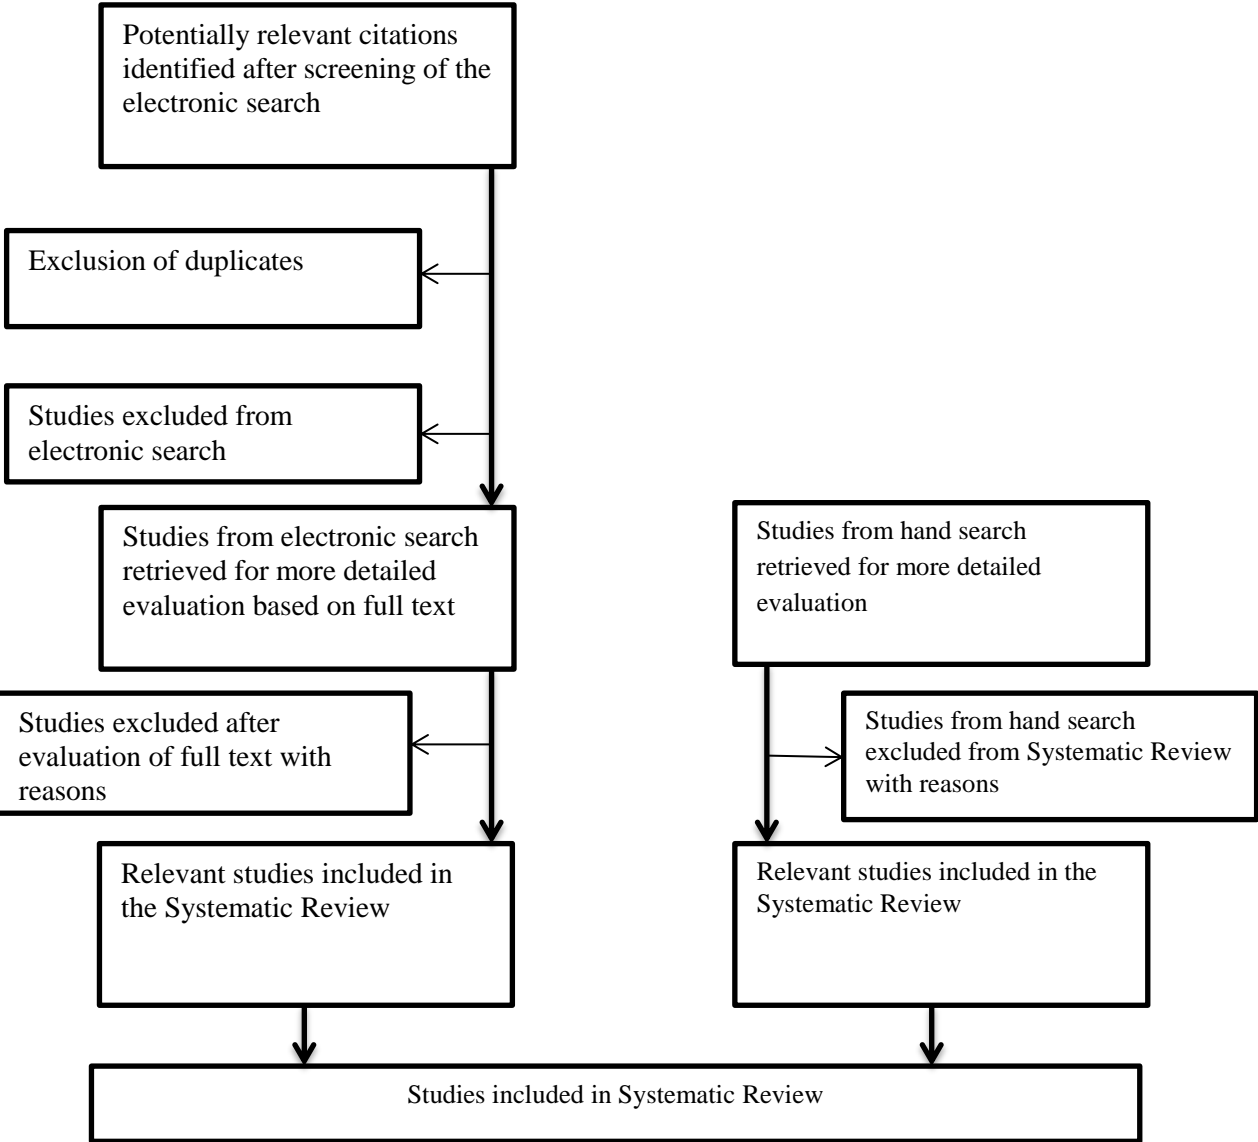 Potentially relevant citations
identified after screening of the
electronic search
Exclusion of duplicates
Studies excluded from
electronic search
Studies from electronic search
retrieved for more detailed
evaluation based on full text
Studies from hand search
retrieved for more detailed
evaluation
Studies excluded after
evaluation of full text with
reasons
Studies from hand search
excluded from Systematic Review
with reasons
Relevant studies included in
the Systematic Review
Relevant studies included in the
Systematic Review
Studies included in Systematic Review